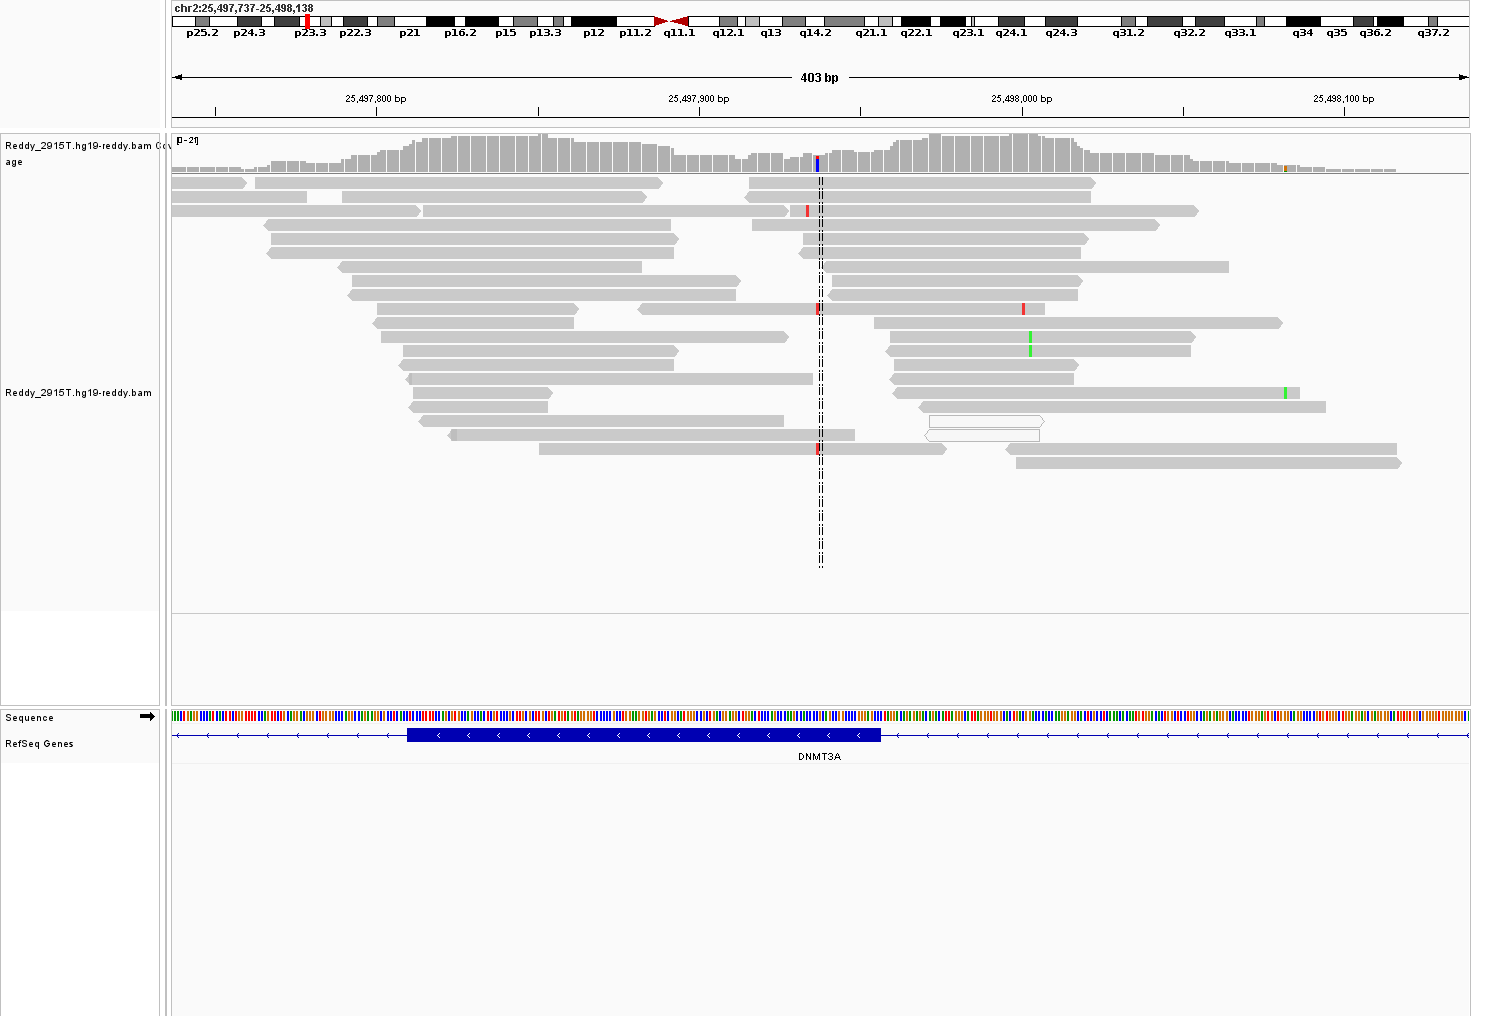 chr2:25,497,737-25,498,138
p25.2 p24.3 p23.3 p22.3 p21 p16.2 p15 p13.3 p12 p11.2 q11.1 q12.1 q13 q14.2 q21.1 q22.1 q23.1 q24.1 q24.3 q31.2 q32.2 q33.1 q34 q35 q36.2 q37.2
403 bp
25,497,800 bp 25,497,900 bp 25,498,000 bp 25,498,100 bp
Reddy_2915T.hg19-reddy.bam Cov
age
[0-21]
Reddy_2915T.hg19-reddy.bam
Sequence
RefSeq Genes
DNMT3A